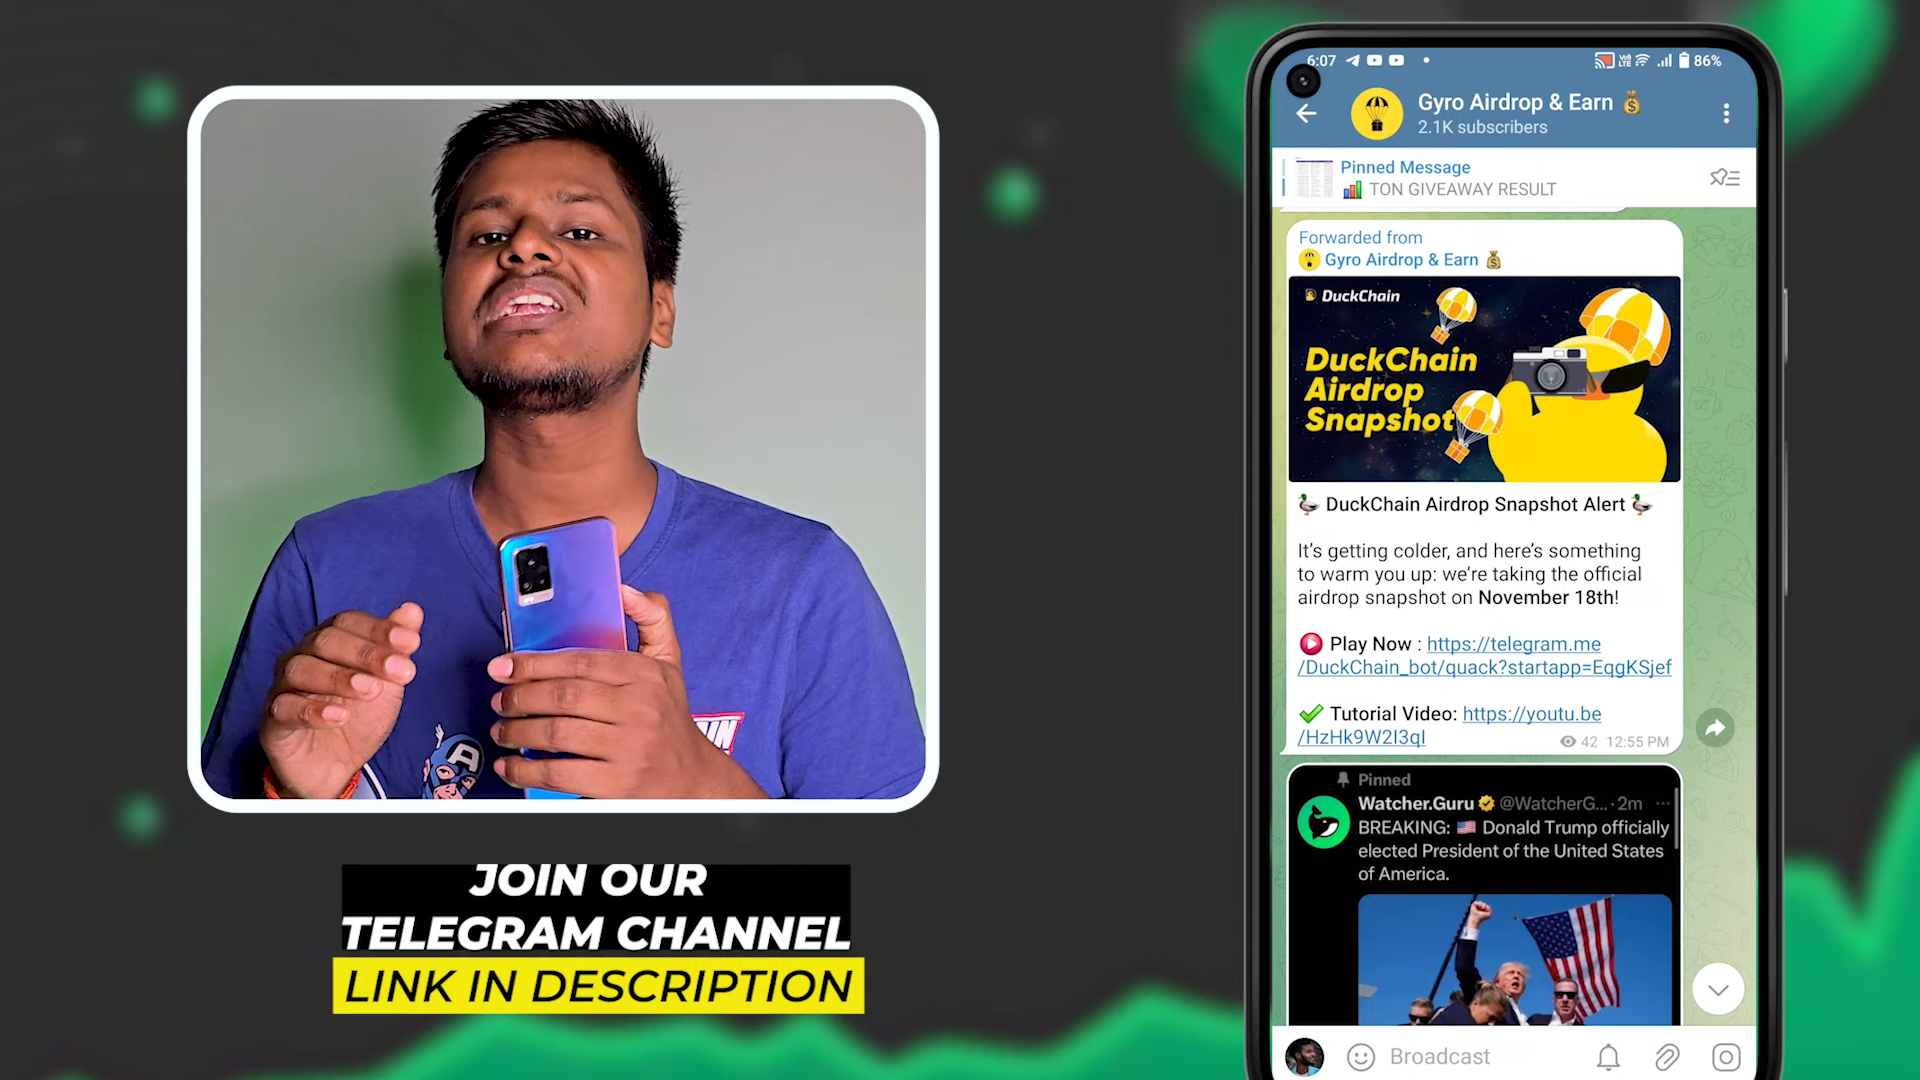 JOIN OUR
TELEGRAM CHANNEL
LINK IN DESCRIPTION
6:07
86%
Gyro Airdrop & Earn 💰
2.1K subscribers
Pinned Message
📊 TON GIVEAWAY RESULT
Forwarded from
Gyro Airdrop & Earn 💰
DuckChain
DuckChain
Airdrop
Snapshot
🦆 DuckChain Airdrop Snapshot Alert 🦆
It's getting colder, and here's something
to warm you up: we're taking the official
airdrop snapshot on November 18th!
Play Now : https://telegram.me
/DuckChain_bot/quack?startapp=EqgKSjef
✅ Tutorial Video: https://youtu.be
/HzHk9W2I3qI
42 12:55 PM
Pinned
Watcher.Guru @WatcherG... · 2m ...
BREAKING: 🇺🇸 Donald Trump officially
elected President of the United States
of America.
Broadcast